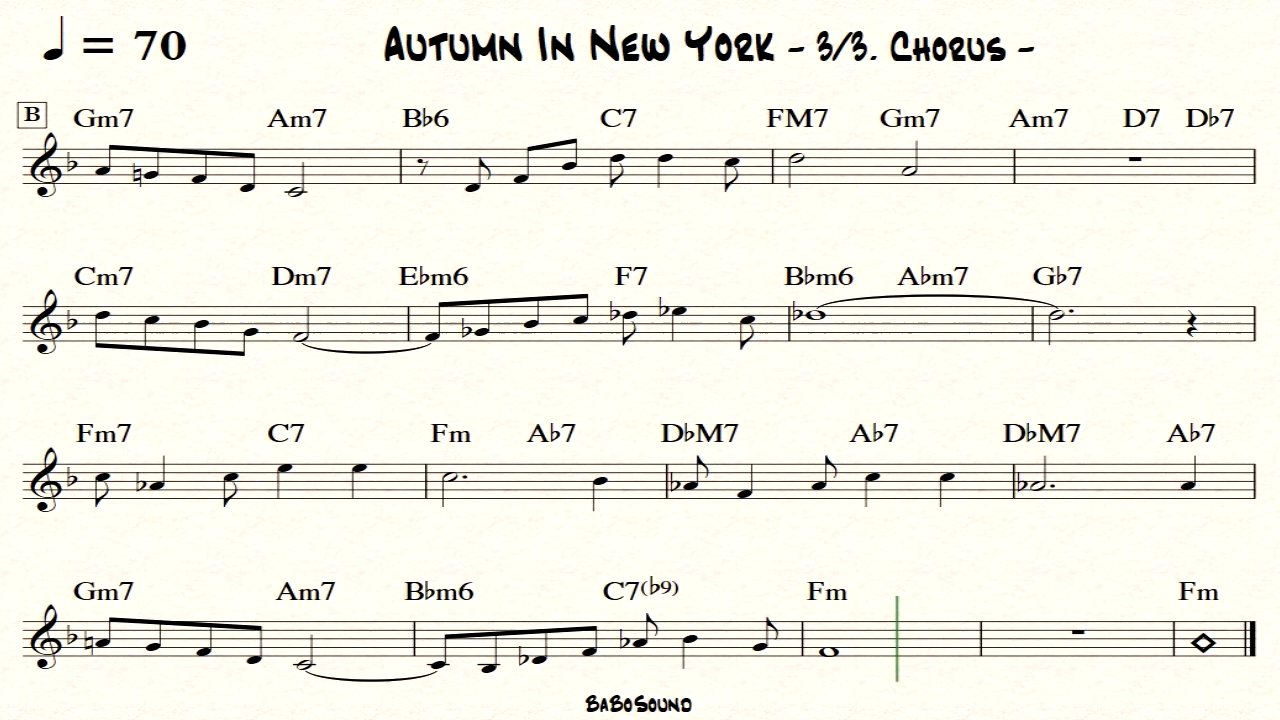 ♩ = 70 Autumn In New York – 3/3. Chorus –
B Gm7 Am7 B♭6 C7 FM7 Gm7 Am7 D7 D♭7
Cm7 Dm7 E♭m6 F7 B♭m6 A♭m7 G♭7
Fm7 C7 Fm A♭7 D♭M7 A♭7 D♭M7 A♭7
Gm7 Am7 B♭m6 C7(♭9) Fm Fm
BaBoSound